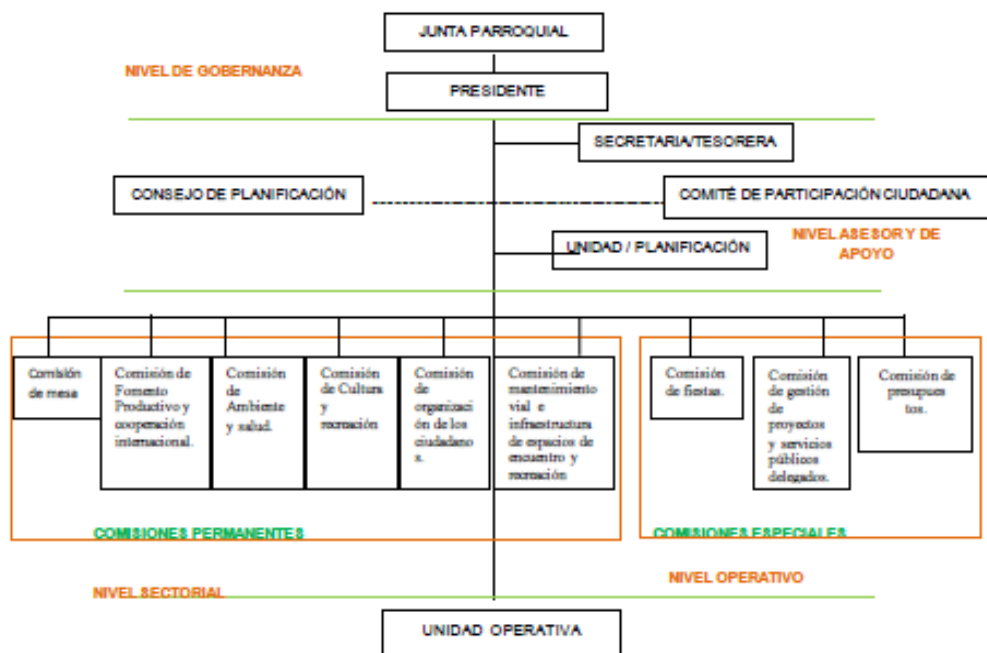 JUNTA PARROQUIAL
NIVEL DE GOBERNANZA
PRESIDENTE
SECRETARIA/TESORERA
CONSEJO DE PLANIFICACIÓN
COMITÉ DE PARTICIPACIÓN CIUDADANA
NIVEL ASESOR Y DE
APOYO
UNIDAD / PLANIFICACIÓN
Comisión
de mesa
Comisión de
Fomento
Productivo y
cooperación
internacional.
Comisión
de
Ambiente
y salud.
Comisión
de Cultura
y
recreación
Comisión
de
organizaci
ón de los
ciudadano
s.
Comisión de
mantenimiento
vial e
infraestructura
de espacios de
encuentro y
recreación
Comisión
de fiestas.
Comisión
de gestión
de
proyectos
y servicios
públicos
delegados.
Comisión de
presupues
tos.
COMISIONES PERMANENTES
COMISIONES ESPECIALES
NIVEL SECTORIAL
NIVEL OPERATIVO
UNIDAD OPERATIVA